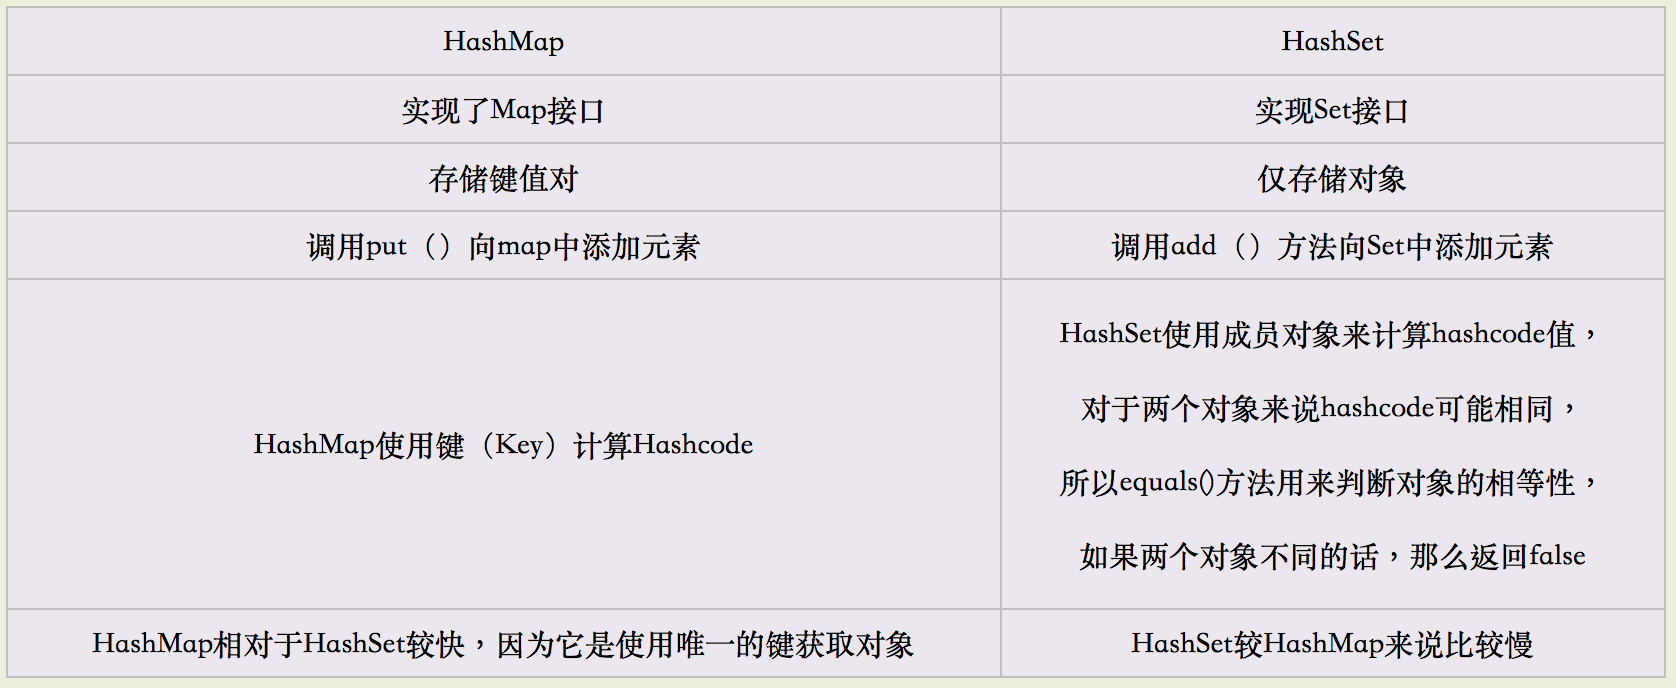 HashMap
HashSet
实现了Map接口
实现Set接口
存储键值对
仅存储对象
调用put（）向map中添加元素
调用add（）方法向Set中添加元素
HashMap使用键（Key）计算Hashcode
HashSet使用成员对象来计算hashcode值，
对于两个对象来说hashcode可能相同，
所以equals()方法用来判断对象的相等性，
如果两个对象不同的话，那么返回false
HashMap相对于HashSet较快，因为它是使用唯一的键获取对象
HashSet较HashMap来说比较慢